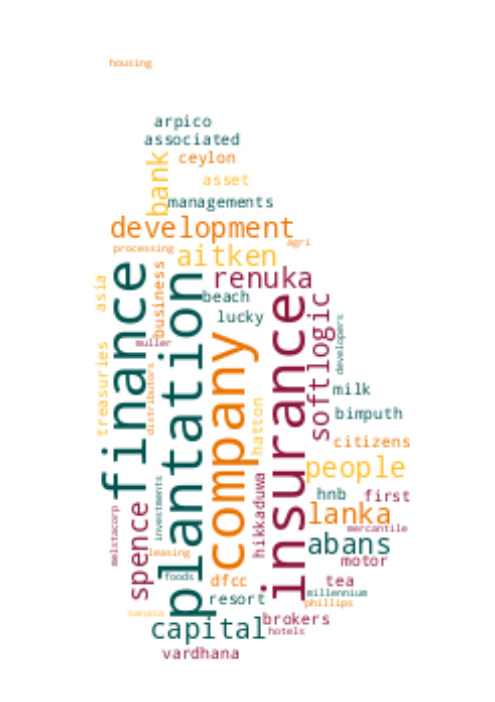 housing
arpico
associated
bank
ceylon
asset
managements
development
processing
agri
aitken
renuka
finance
asia
business
plantation
beach
lucky
insurance
softlogic
developers
muller
company
treasuries
distributors
milk
hatton
bimputh
citizens
people
hikkaduwa
investments
hnb
first
melstacorp
spence
lanka
mercantile
abans
leasing
motor
foods
dfcc
tea
resort
millennium
phillips
sanasa
capital
brokers
hotels
vardhana